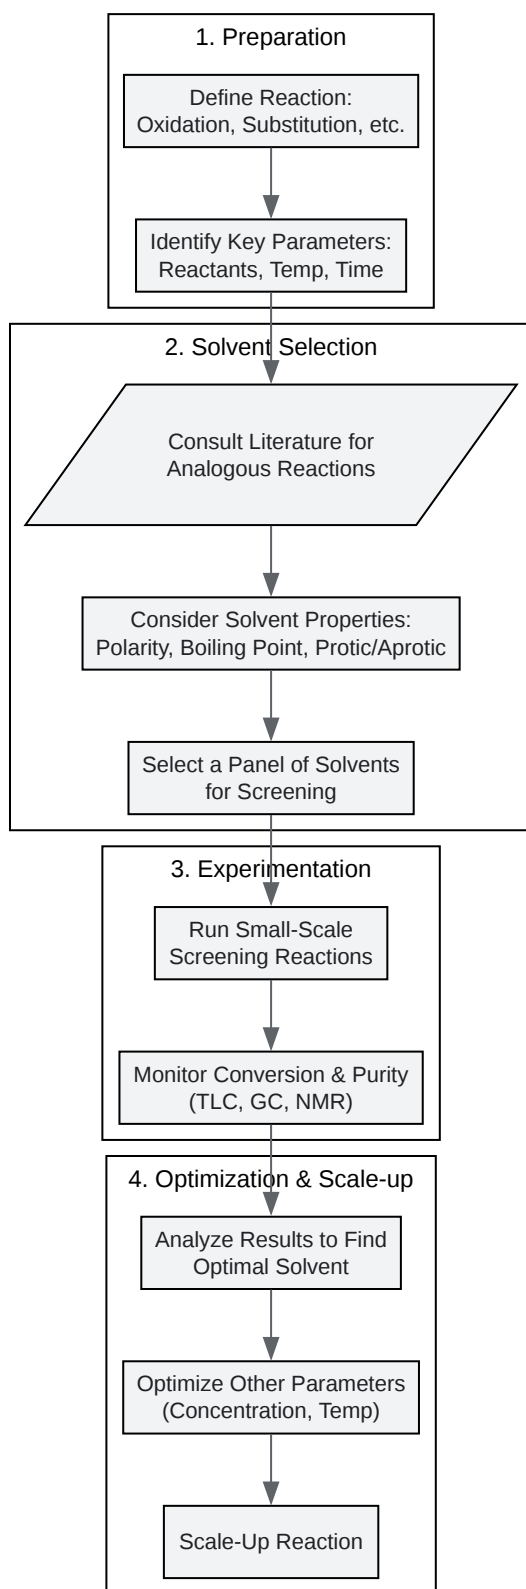 1. Preparation
Define Reaction:
Oxidation, Substitution, etc.
Identify Key Parameters:
Reactants, Temp, Time
2. Solvent Selection
Consult Literature for
Analogous Reactions
Consider Solvent Properties:
Polarity, Boiling Point, Protic/Aprotic
Select a Panel of Solvents
for Screening
3. Experimentation
Run Small-Scale
Screening Reactions
Monitor Conversion & Purity
(TLC, GC, NMR)
4. Optimization & Scale-up
Analyze Results to Find
Optimal Solvent
Optimize Other Parameters
(Concentration, Temp)
Scale-Up Reaction